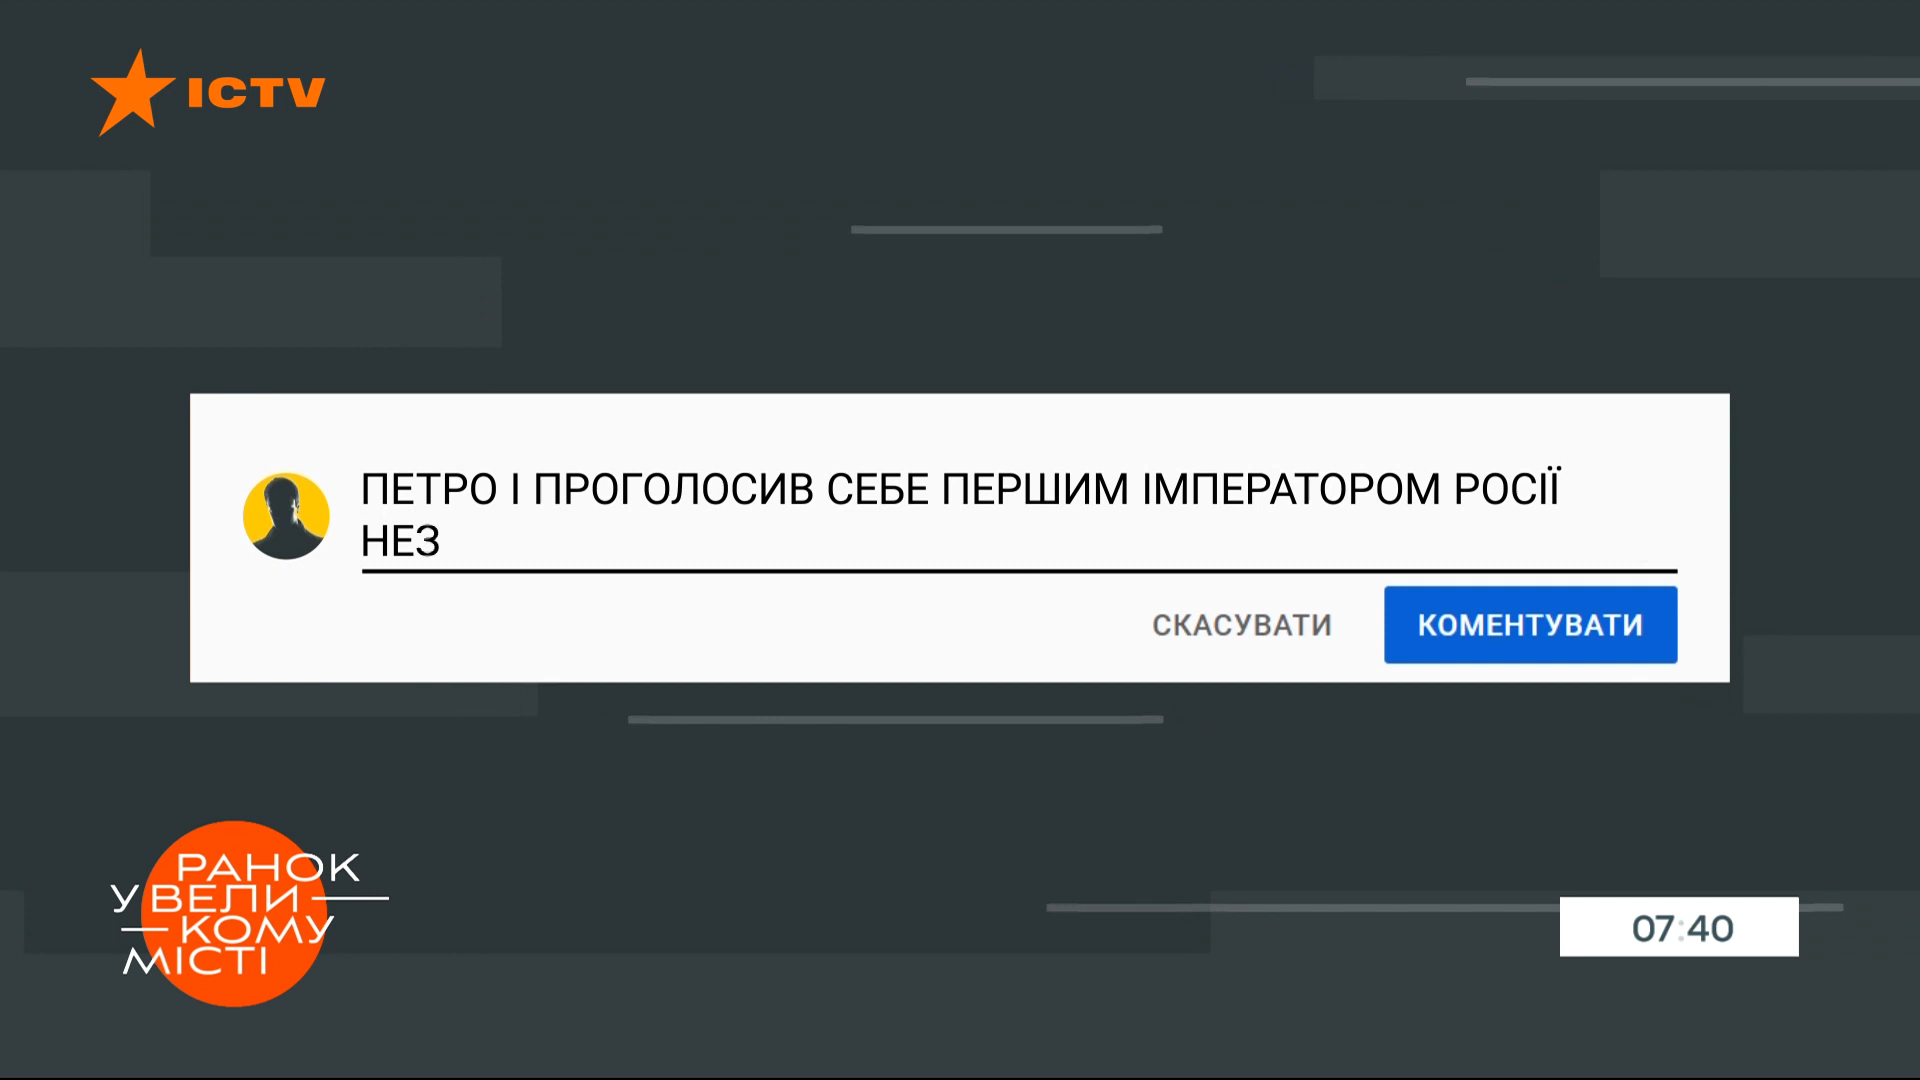 ICTV
ПЕТРО І ПРОГОЛОСИВ СЕБЕ ПЕРШИМ ІМПЕРАТОРОМ РОСІЇ
НЕЗ
СКАСУВАТИ
КОМЕНТУВАТИ
РАНОК
У ВЕЛИ
КОМУ
МІСТІ
07:40